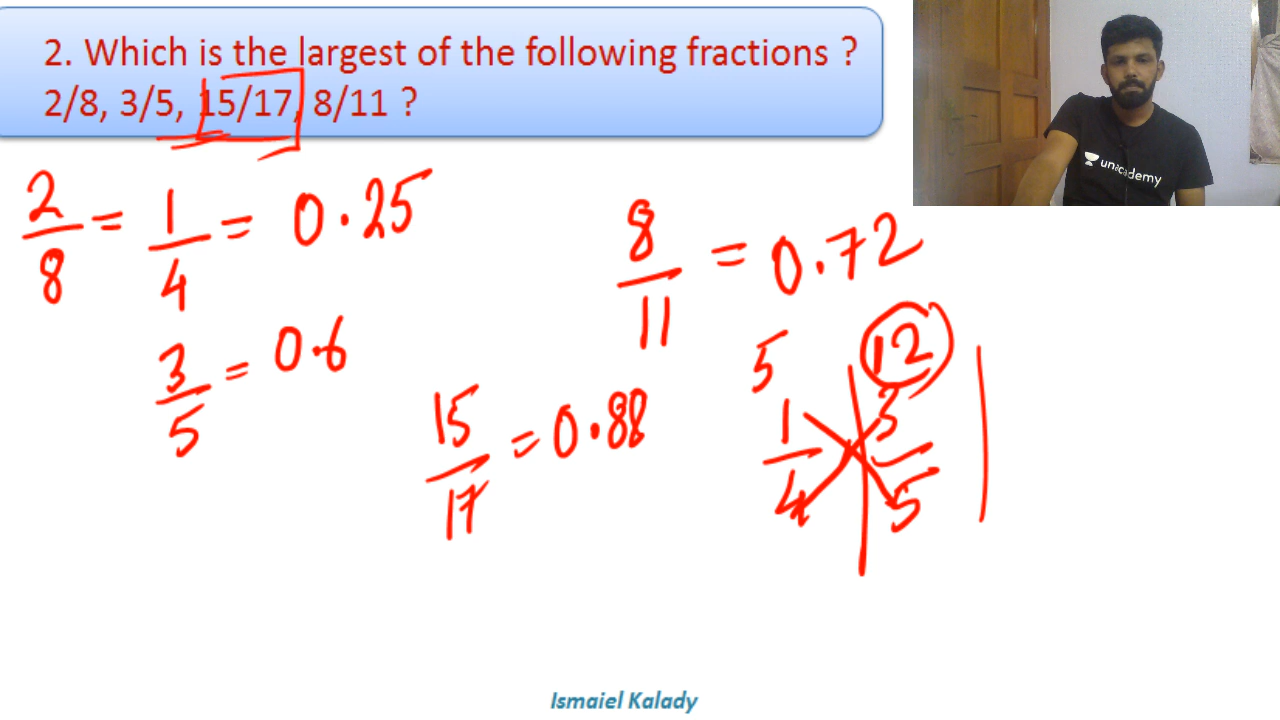 2. Which is the largest of the following fractions ?
2/8, 3/5, 15/17, 8/11 ?
unacademy
2/8 = 1/4 = 0.25
8/11 = 0.72
3/5 = 0.6
15/17 = 0.88
5 12
1/4 3/5
Ismaiel Kalady